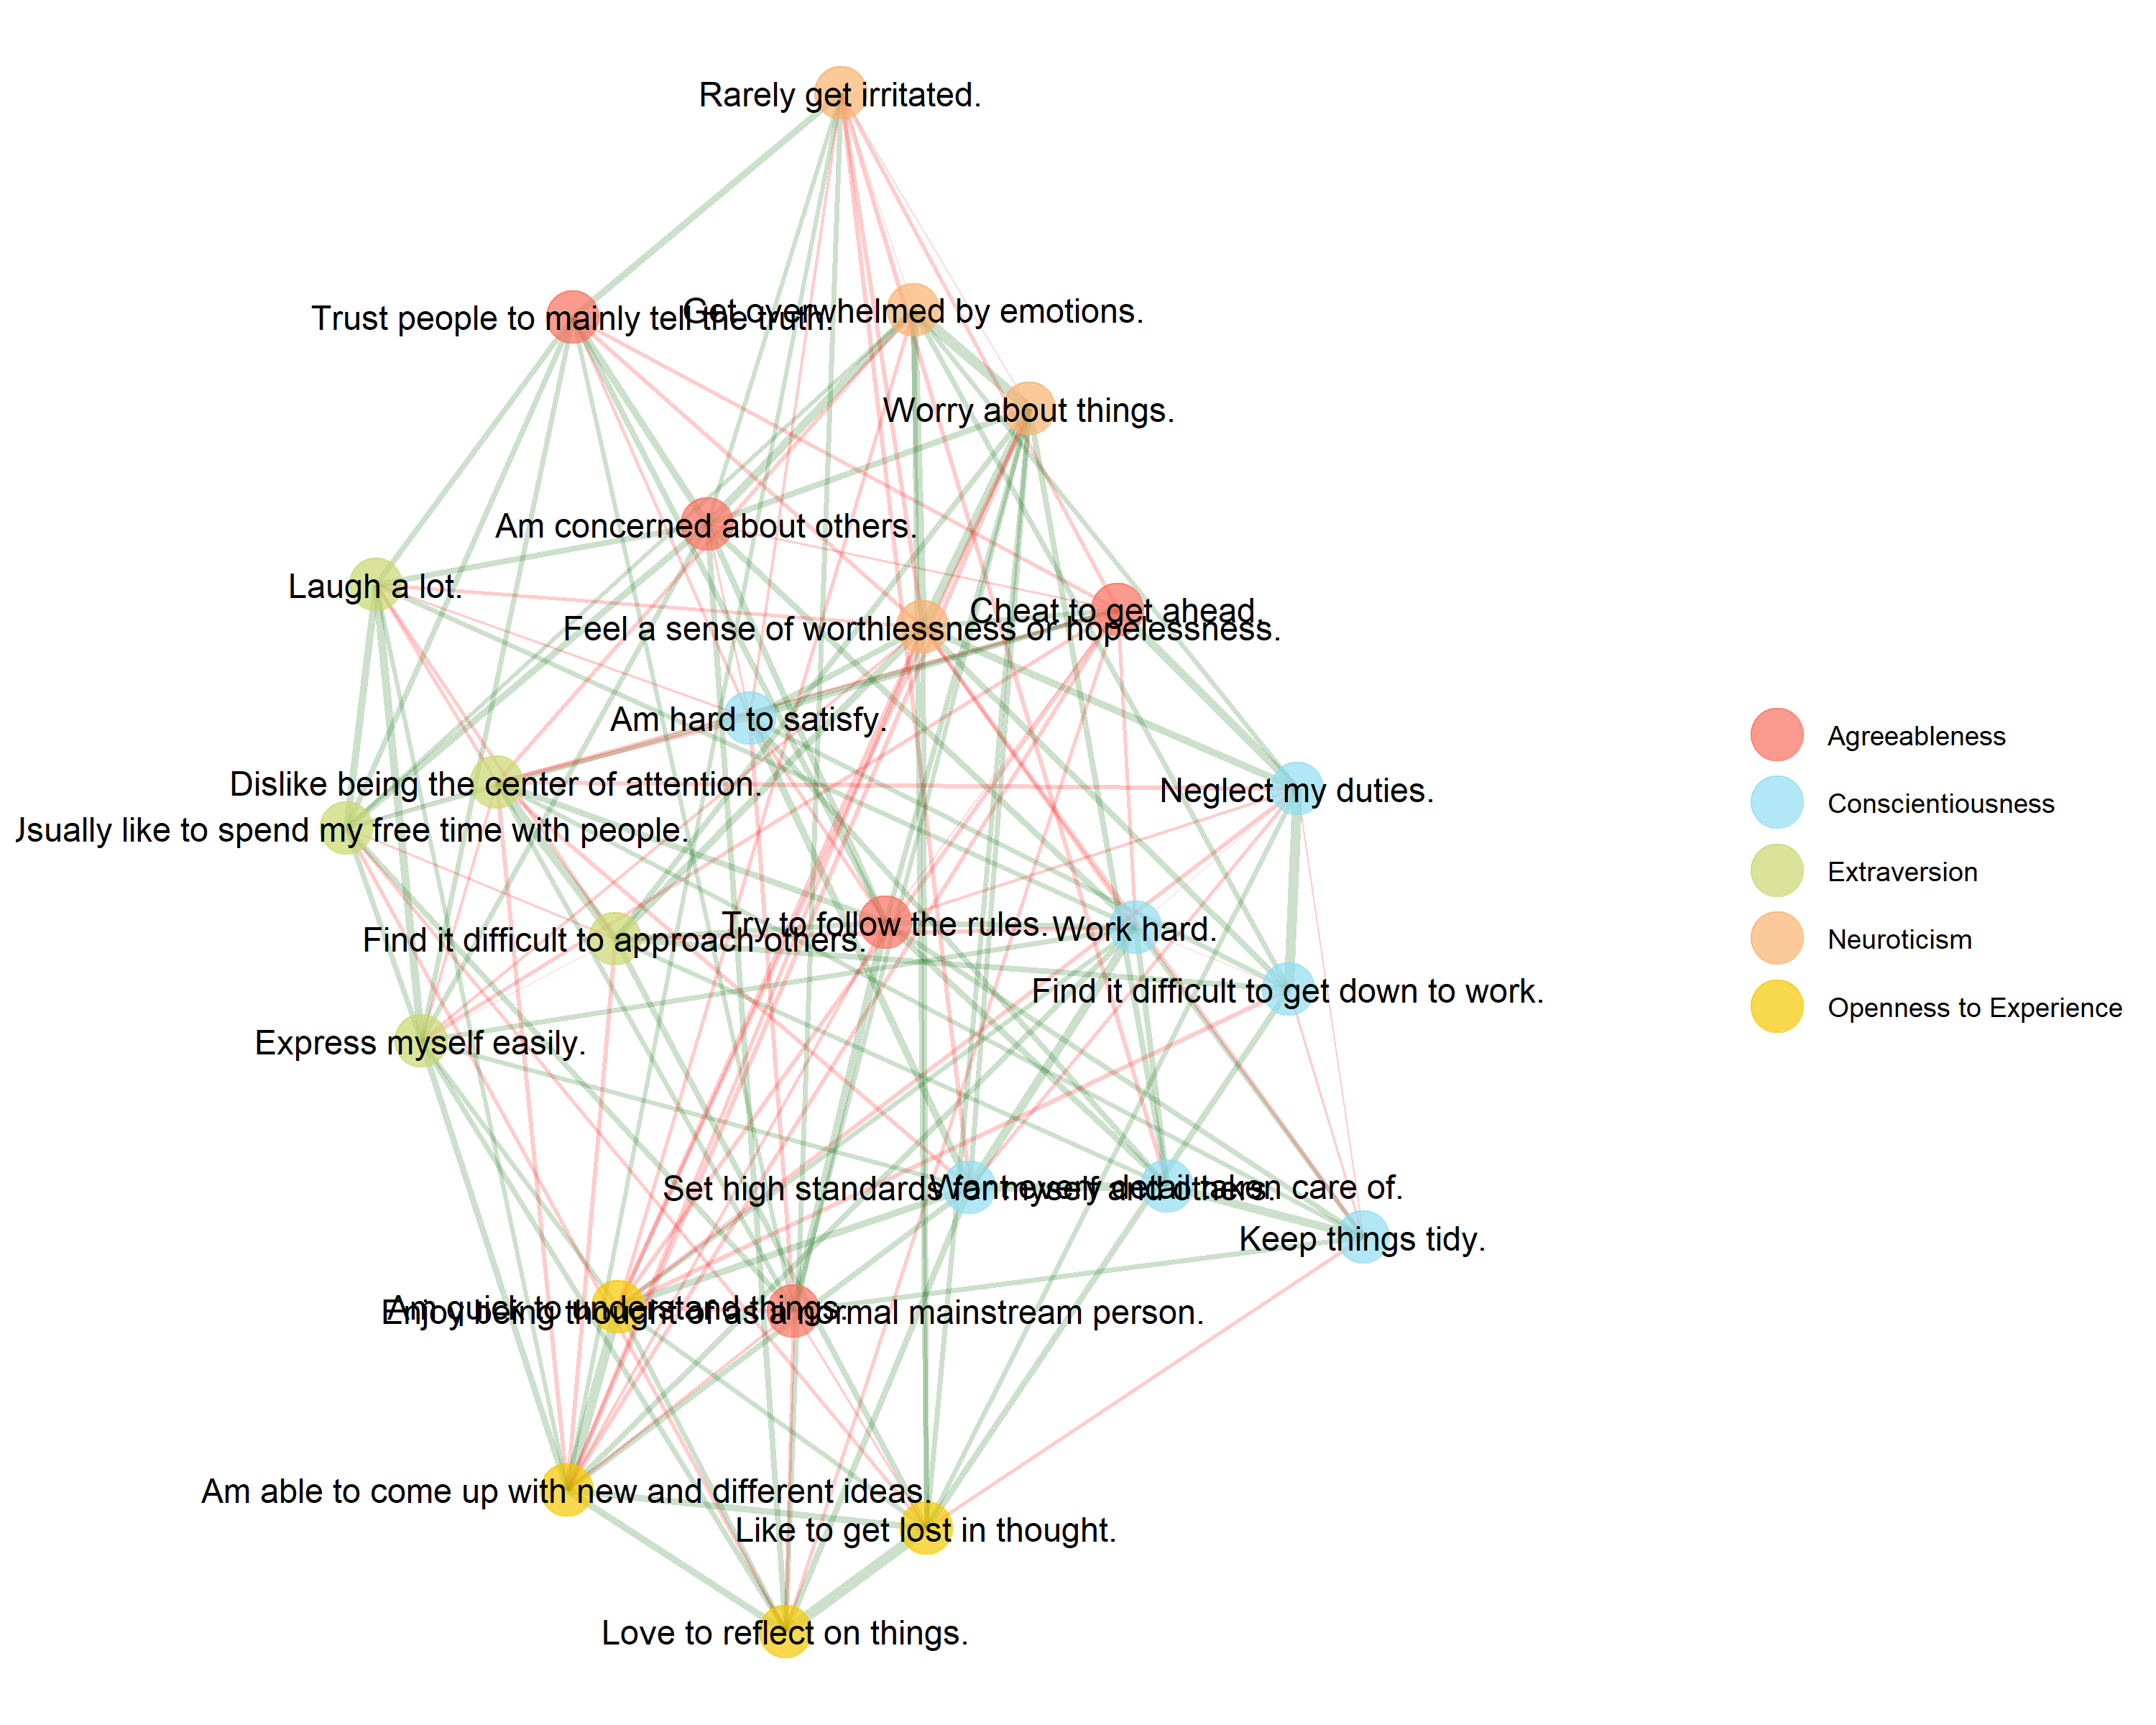 Rarely get irritated.
Trust people to mainly tell the truth.
Get overwhelmed by emotions.
Worry about things.
Am concerned about others.
Laugh a lot.
Cheat to get ahead.
Feel a sense of worthlessness or hopelessness.
Am hard to satisfy.
Dislike being the center of attention.
Neglect my duties.
Usually like to spend my free time with people.
Try to follow the rules.
Work hard.
Find it difficult to approach others.
Find it difficult to get down to work.
Express myself easily.
Set high standards for myself and others.
Want every detail taken care of.
Keep things tidy.
Am quick to understand things.
Enjoy being thought of as a normal mainstream person.
Am able to come up with new and different ideas.
Like to get lost in thought.
Love to reflect on things.
Agreeableness
Conscientiousness
Extraversion
Neuroticism
Openness to Experience